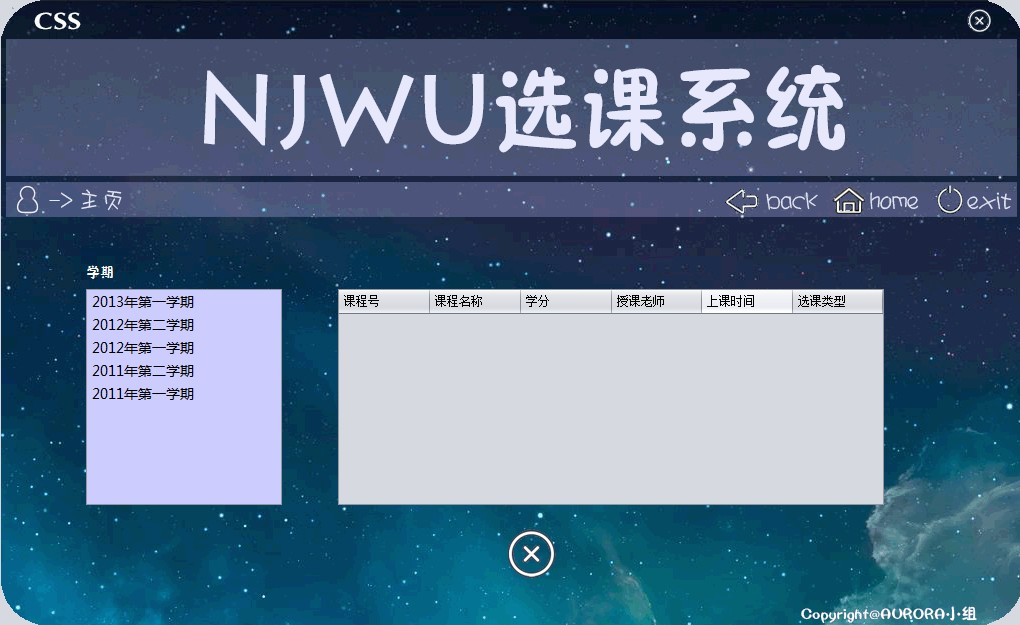 CSS
NJWU选课系统
-> 主页
back home exit
学期
2013年第一学期
2012年第二学期
2012年第一学期
2011年第二学期
2011年第一学期
课程号 课程名称 学分 授课老师 上课时间 选课类型
Copyright@AURORA小组